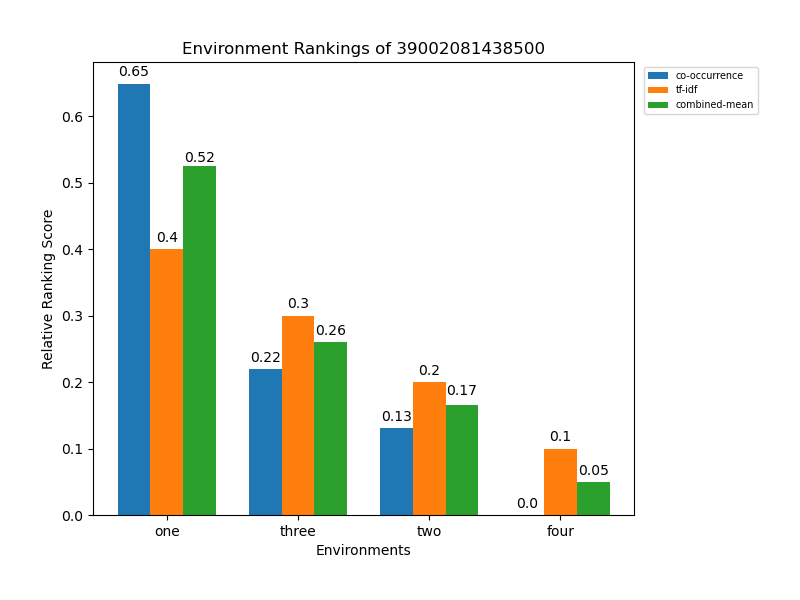 Environment Rankings of 39002081438500
co-occurrence
tf-idf
combined-mean
Relative Ranking Score
0.6
0.5
0.4
0.3
0.2
0.1
0.0
0.65
0.4
0.52
0.22
0.3
0.26
0.13
0.2
0.17
0.0
0.1
0.05
one three two four
Environments